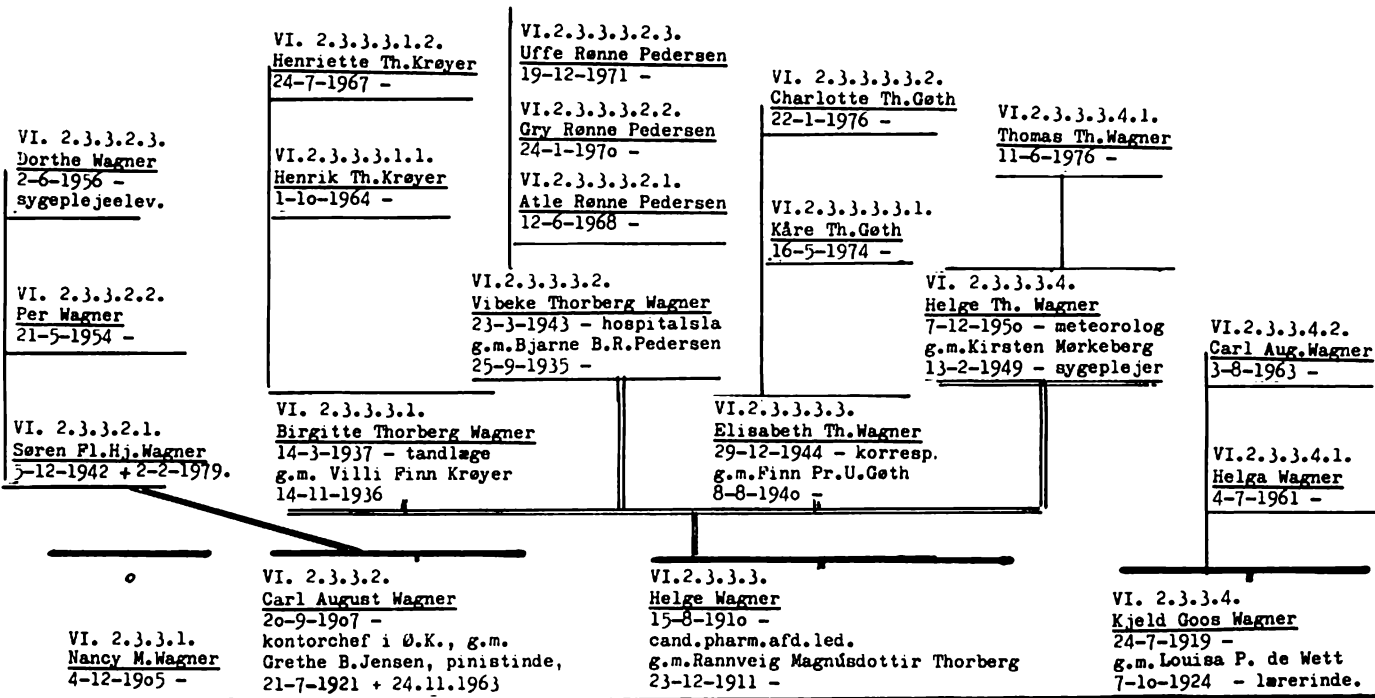 VI. 2.3.3.3.1.2.
Henriette Th.Krøyer
24-7-1967 -
VI.2.3.3.3.2.3.
Uffe Rønne Pedersen
19-12-1971 -
VI.2.3.3.3.2.2.
Gry Rønne Pedersen
24-1-197o -
VI.2.3.3.3.2.1.
Atle Rønne Pedersen
12-6-1968 -
VI. 2.3.3.3.3.2.
Charlotte Th.Gøth
22-1-1976 -
VI.2.3.3.3.4.1.
Thomas Th.Wagner
11-6-1976 -
VI. 2.3.3.2.3.
Dorthe Wagner
2-6-1956 -
sygeplejeelev.
VI.2.3.3.3.1.1.
Henrik Th.Krøyer
1-1o-1964 -
VI.2.3.3.3.3.1.
Kåre Th.Gøth
16-5-1974 -
VI. 2.3.3.2.2.
Per Wagner
21-5-1954 -
VI.2.3.3.3.2.
Vibeke Thorberg Wagner
23-3-1943 - hospitalsla
g.m.Bjarne B.R.Pedersen
25-9-1935 -
VI. 2.3.3.3.4.
Helge Th. Wagner
7-12-195o - meteorolog
g.m.Kirsten Mørkeberg
13-2-1949 - sygeplejer
VI.2.3.3.4.2.
Carl Aug.Wagner
3-8-1963 -
VI. 2.3.3.2.1.
Søren Fl.Hj.Wagner
5-12-1942 + 2-2-1979.
VI. 2.3.3.3.1.
Birgitte Thorberg Wagner
14-3-1937 - tandlæge
g.m. Villi Finn Krøyer
14-11-1936
VI.2.3.3.3.3.
Elisabeth Th.Wagner
29-12-1944 - korresp.
g.m.Finn Pr.U.Gøth
8-8-194o -
VI.2.3.3.4.1.
Helga Wagner
4-7-1961 -
o
VI. 2.3.3.1.
Nancy M.Wagner
4-12-19o5 -
VI. 2.3.3.2.
Carl August Wagner
2o-9-19o7 -
kontorchef i Ø.K., g.m.
Grethe B.Jensen, pinistinde,
21-7-1921 + 24.11.1963
VI.2.3.3.3.
Helge Wagner
15-8-191o -
cand.pharm.afd.led.
g.m.Rannveig Magnúsdottir Thorberg
23-12-1911 -
VI. 2.3.3.4.
Kjeld Goos Wagner
24-7-1919 -
g.m. Louisa P. de Wett
7-1o-1924 - lærerinde.